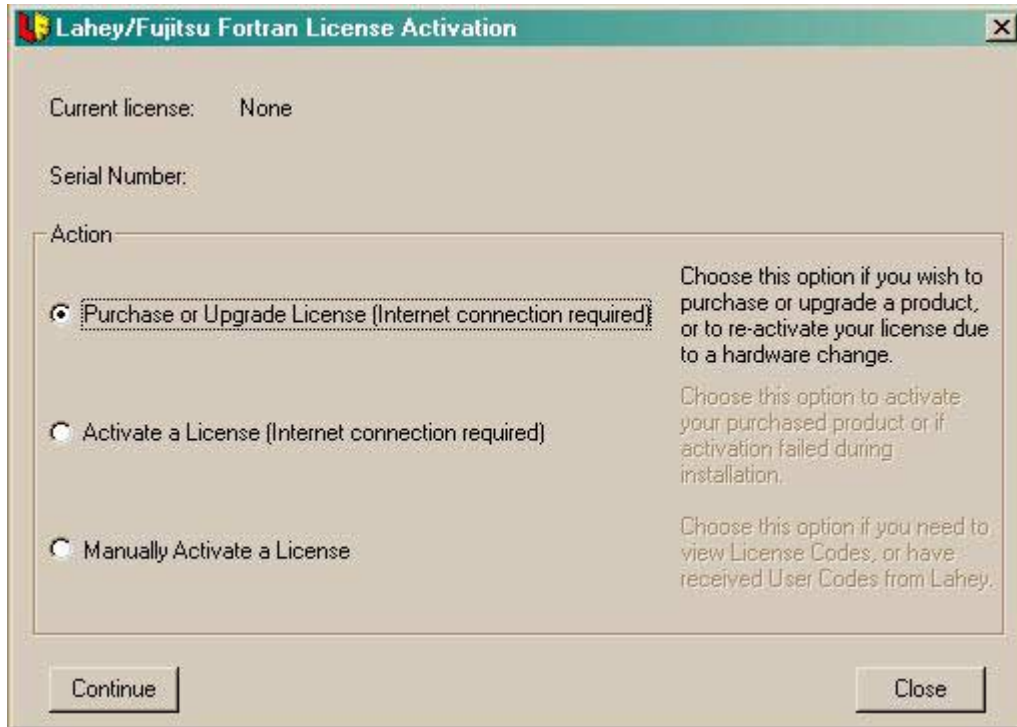 Lahey/Fujitsu Fortran License Activation
Current license: None
Serial Number:
Action
Purchase or Upgrade License (Internet connection required)
Choose this option if you wish to
purchase or upgrade a product,
or to re-activate your license due
to a hardware change.
Activate a License (Internet connection required)
Choose this option to activate
your purchased product or if
activation failed during
installation.
Manually Activate a License
Choose this option if you need to
view License Codes, or have
received User Codes from Lahey.
Continue
Close